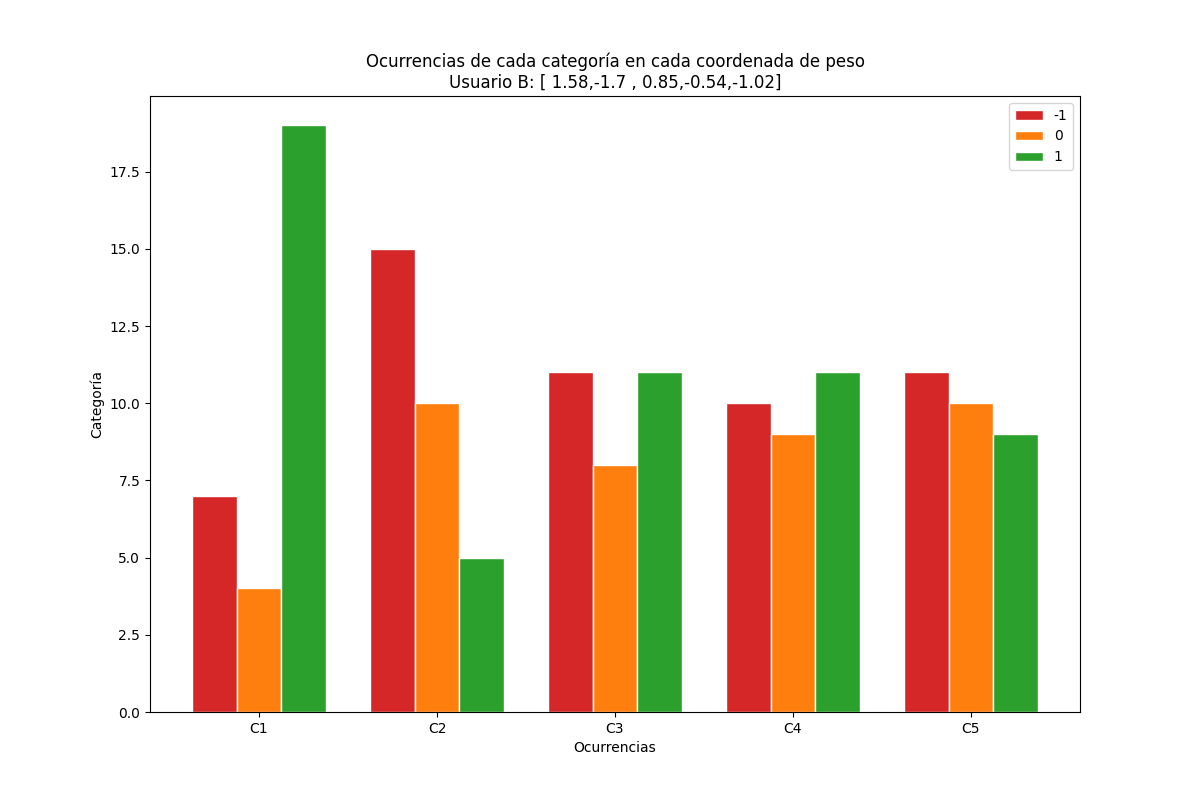 Ocurrencias de cada categoría en cada coordenada de peso
Usuario B: [ 1.58,-1.7 , 0.85,-0.54,-1.02]
-1
0
1
17.5
15.0
12.5
10.0
7.5
5.0
2.5
0.0
Categoría
C1 C2 C3 C4 C5
Ocurrencias